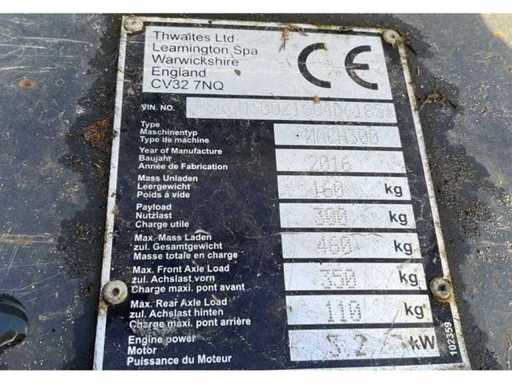 Thwaites Ltd
Leamington Spa
Warwickshire
England
CV32 7NQ
CE
VIN. NO.
Type
Maschinentyp
Type de machine
MACH300
Year of Manufacture
Baujahr
Année de Fabrication
2016
Mass Unladen
Leergewicht
Poids à vide
160 kg
Payload
Nutzlast
Charge utile
300 kg
Max. Mass Laden
zul. Gesamtgewicht
Masse totale en charge
460 kg
Max. Front Axle Load
zul. Achslast vorn
Charge maxi. pont avant
350 kg
Max. Rear Axle Load
zul. Achslast hinten
Charge maxi. pont arrière
110 kg
Engine power
Motor
Puissance du Moteur
kW
102359